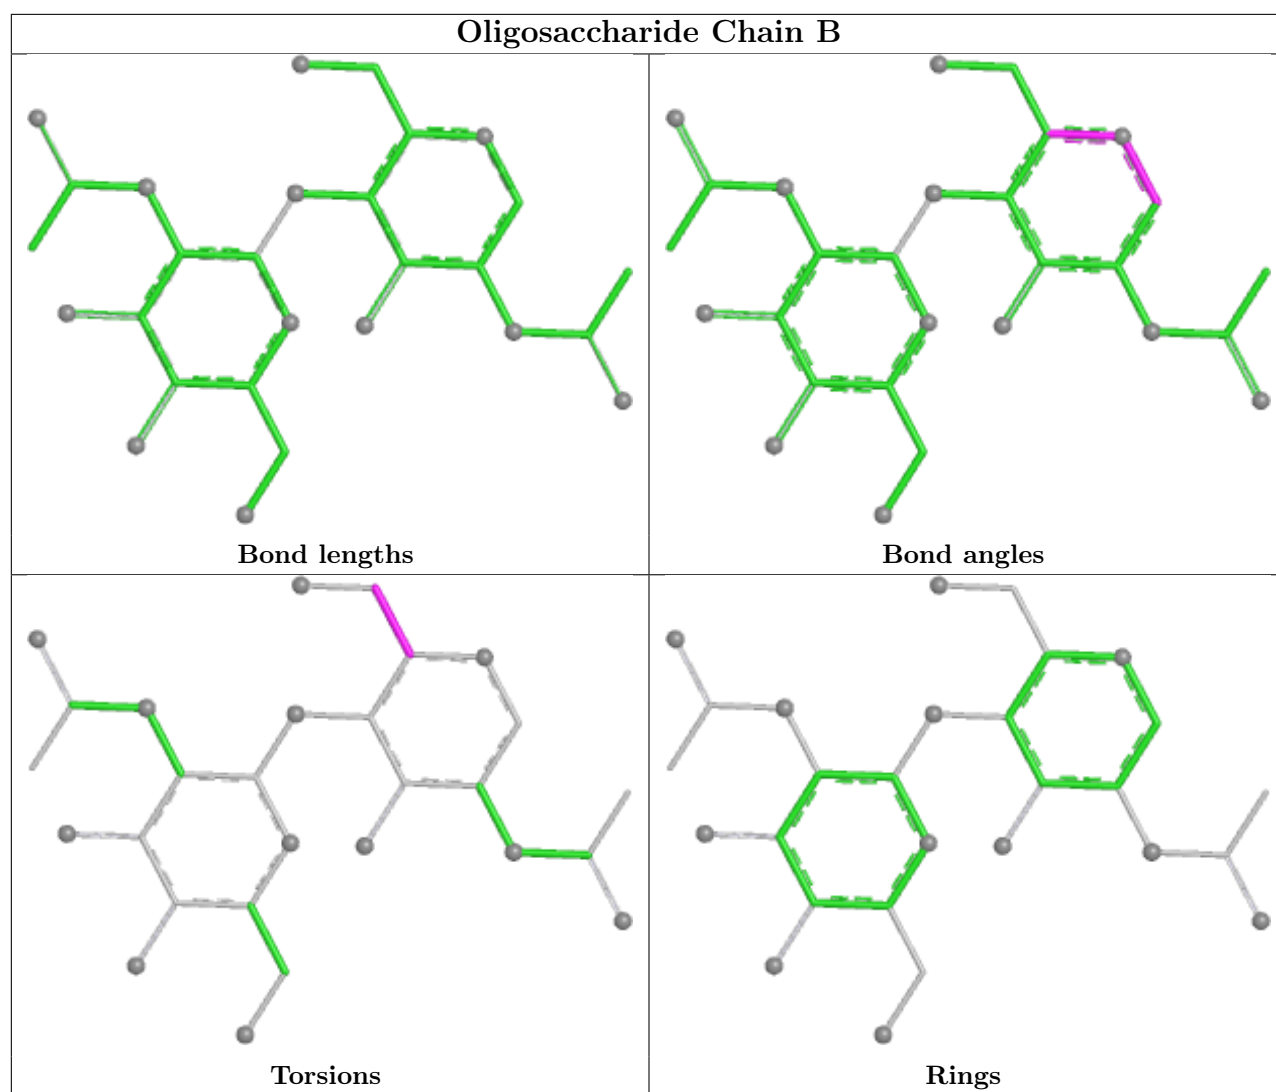 Oligosaccharide Chain B
Bond lengths
Bond angles
Torsions
Rings